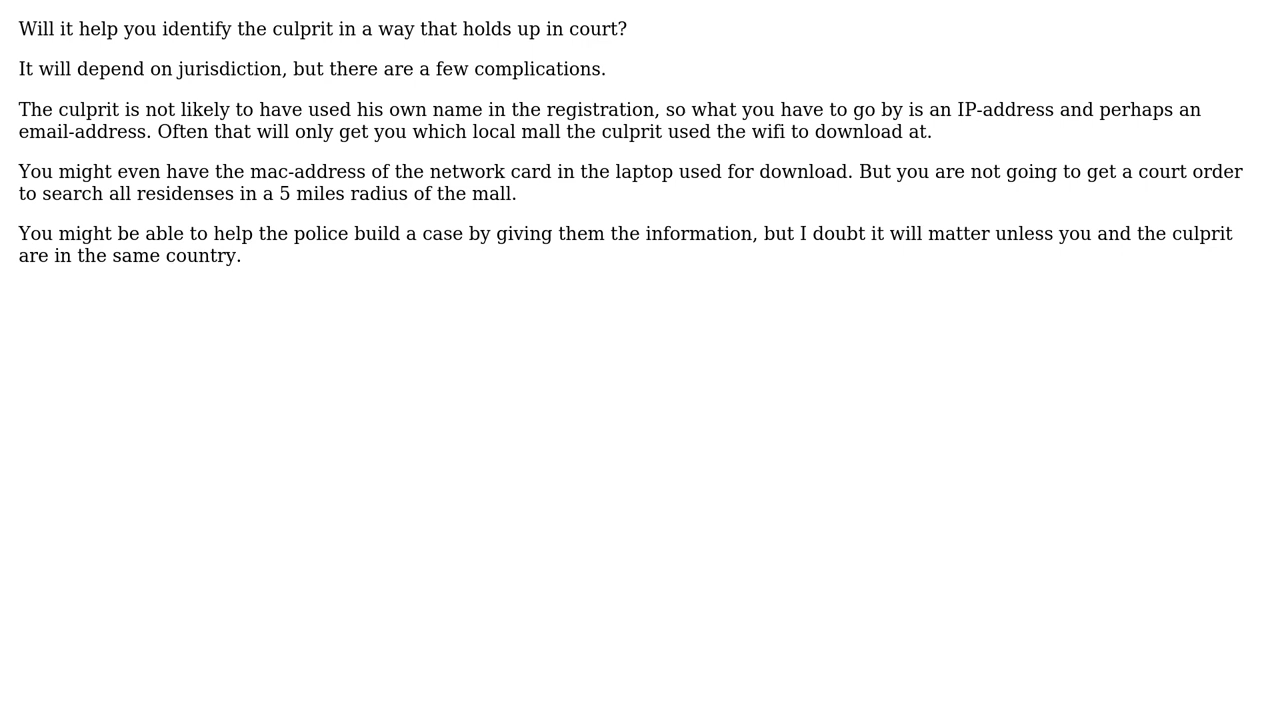 Will it help you identify the culprit in a way that holds up in court?
It will depend on jurisdiction, but there are a few complications.
The culprit is not likely to have used his own name in the registration, so what you have to go by is an IP-address and perhaps an
email-address. Often that will only get you which local mall the culprit used the wifi to download at.
You might even have the mac-address of the network card in the laptop used for download. But you are not going to get a court order
to search all residenses in a 5 miles radius of the mall.
You might be able to help the police build a case by giving them the information, but I doubt it will matter unless you and the culprit
are in the same country.